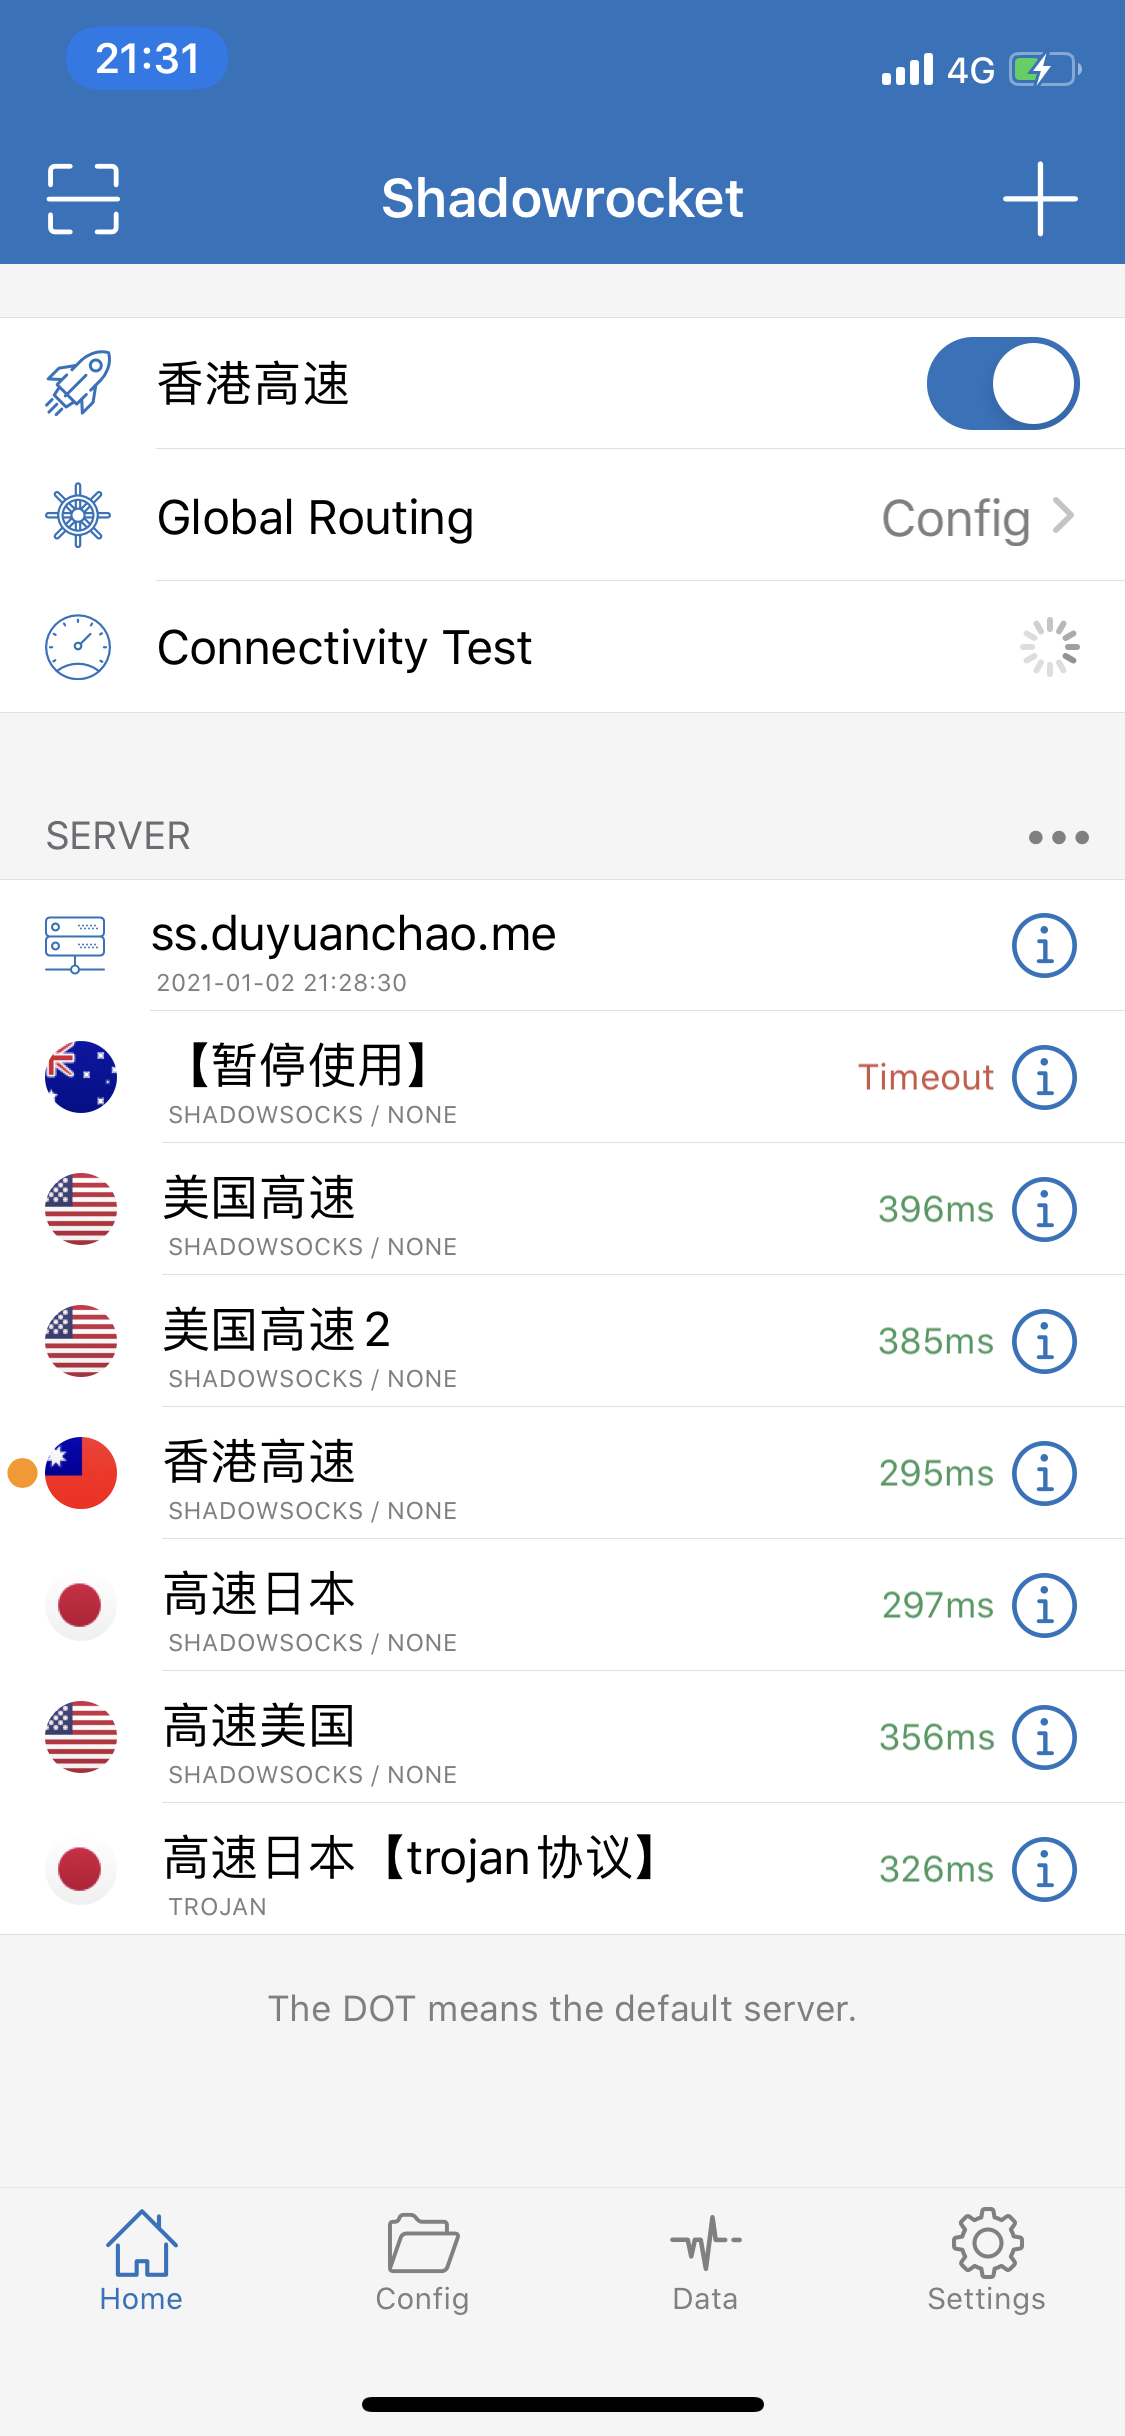 21:31
4G
Shadowrocket
香港高速
Global Routing
Config
Connectivity Test
SERVER
ss.duyuanchao.me
2021-01-02 21:28:30
【暂停使用】
Timeout
SHADOWSOCKS / NONE
美国高速
396ms
SHADOWSOCKS / NONE
美国高速2
385ms
SHADOWSOCKS / NONE
香港高速
295ms
SHADOWSOCKS / NONE
高速日本
297ms
SHADOWSOCKS / NONE
高速美国
356ms
SHADOWSOCKS / NONE
高速日本【trojan协议】
326ms
TROJAN
The DOT means the default server.
Home
Config
Data
Settings